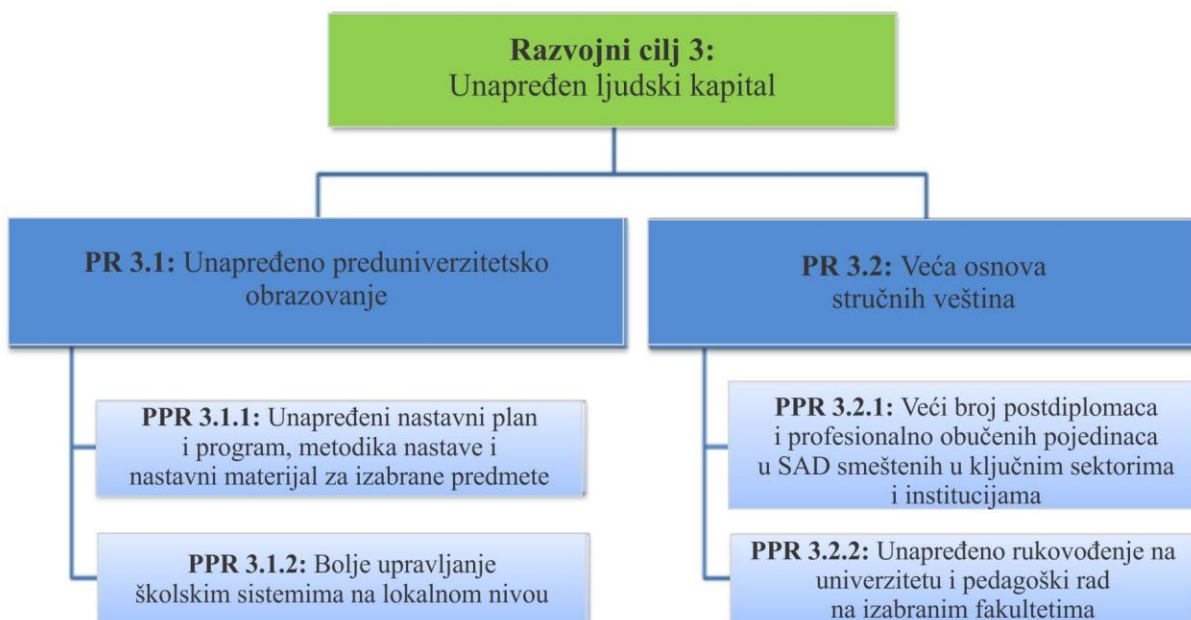 Razvojni cilj 3:
Unapređen ljudski kapital
PR 3.1: Unapređeno preduniverzitetsko
obrazovanje
PR 3.2: Veća osnova
stručnih veština
PPR 3.1.1: Unapređeni nastavni plan
i program, metodika nastave i
nastavni materijal za izabrane predmete
PPR 3.1.2: Bolje upravljanje
školskim sistemima na lokalnom nivou
PPR 3.2.1: Veći broj postdiplomaca
i profesionalno obučenih pojedinaca
u SAD smeštenih u ključnim sektorima
i institucijama
PPR 3.2.2: Unapređeno rukovođenje na
univerzitetu i pedagoški rad
na izabranim fakultetima